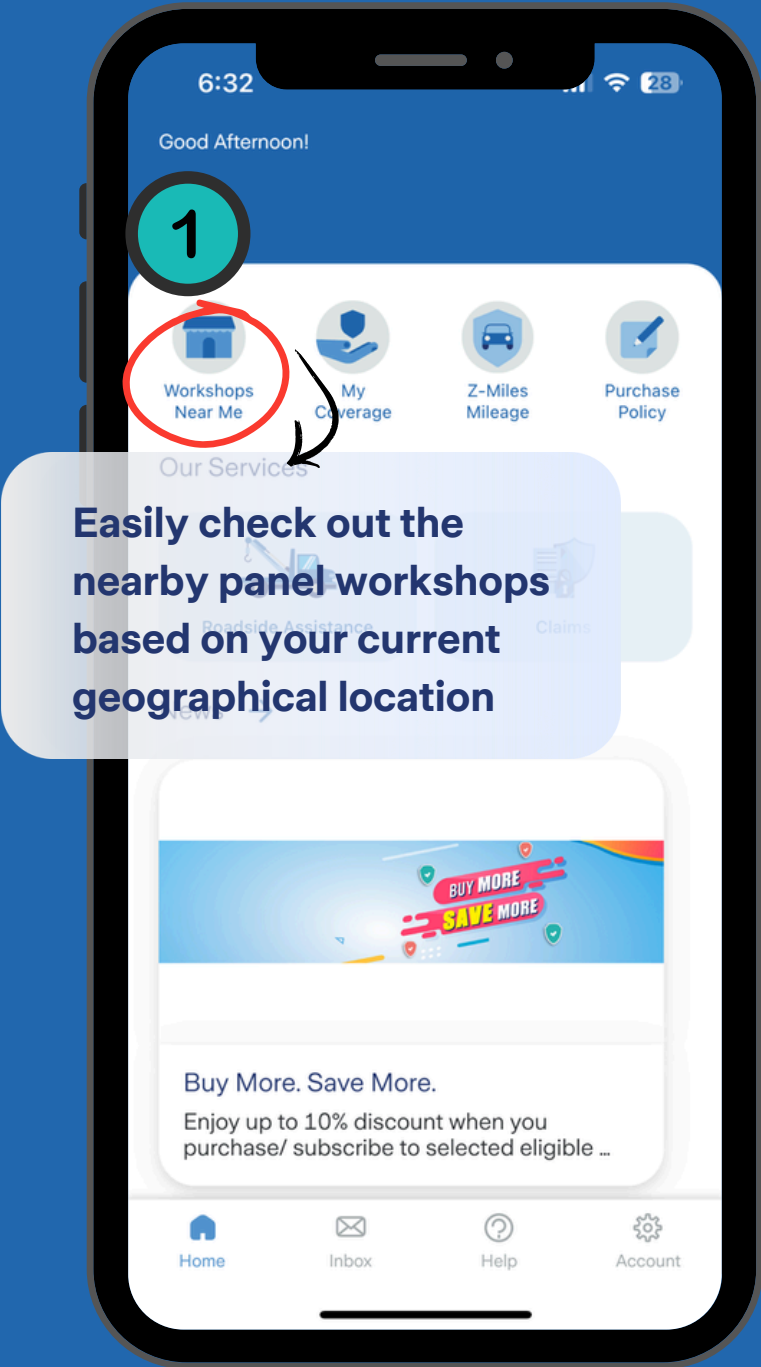 6:32
28
Good Afternoon!
1
Workshops
Near Me
My
Coverage
Z-Miles
Mileage
Purchase
Policy
Our Services
Easily check out the
nearby panel workshops
based on your current
geographical location
Roadside Assistance
Claims
News
BUY MORE
SAVE MORE
Buy More. Save More.
Enjoy up to 10% discount when you
purchase/ subscribe to selected eligible ...
Home
Inbox
Help
Account